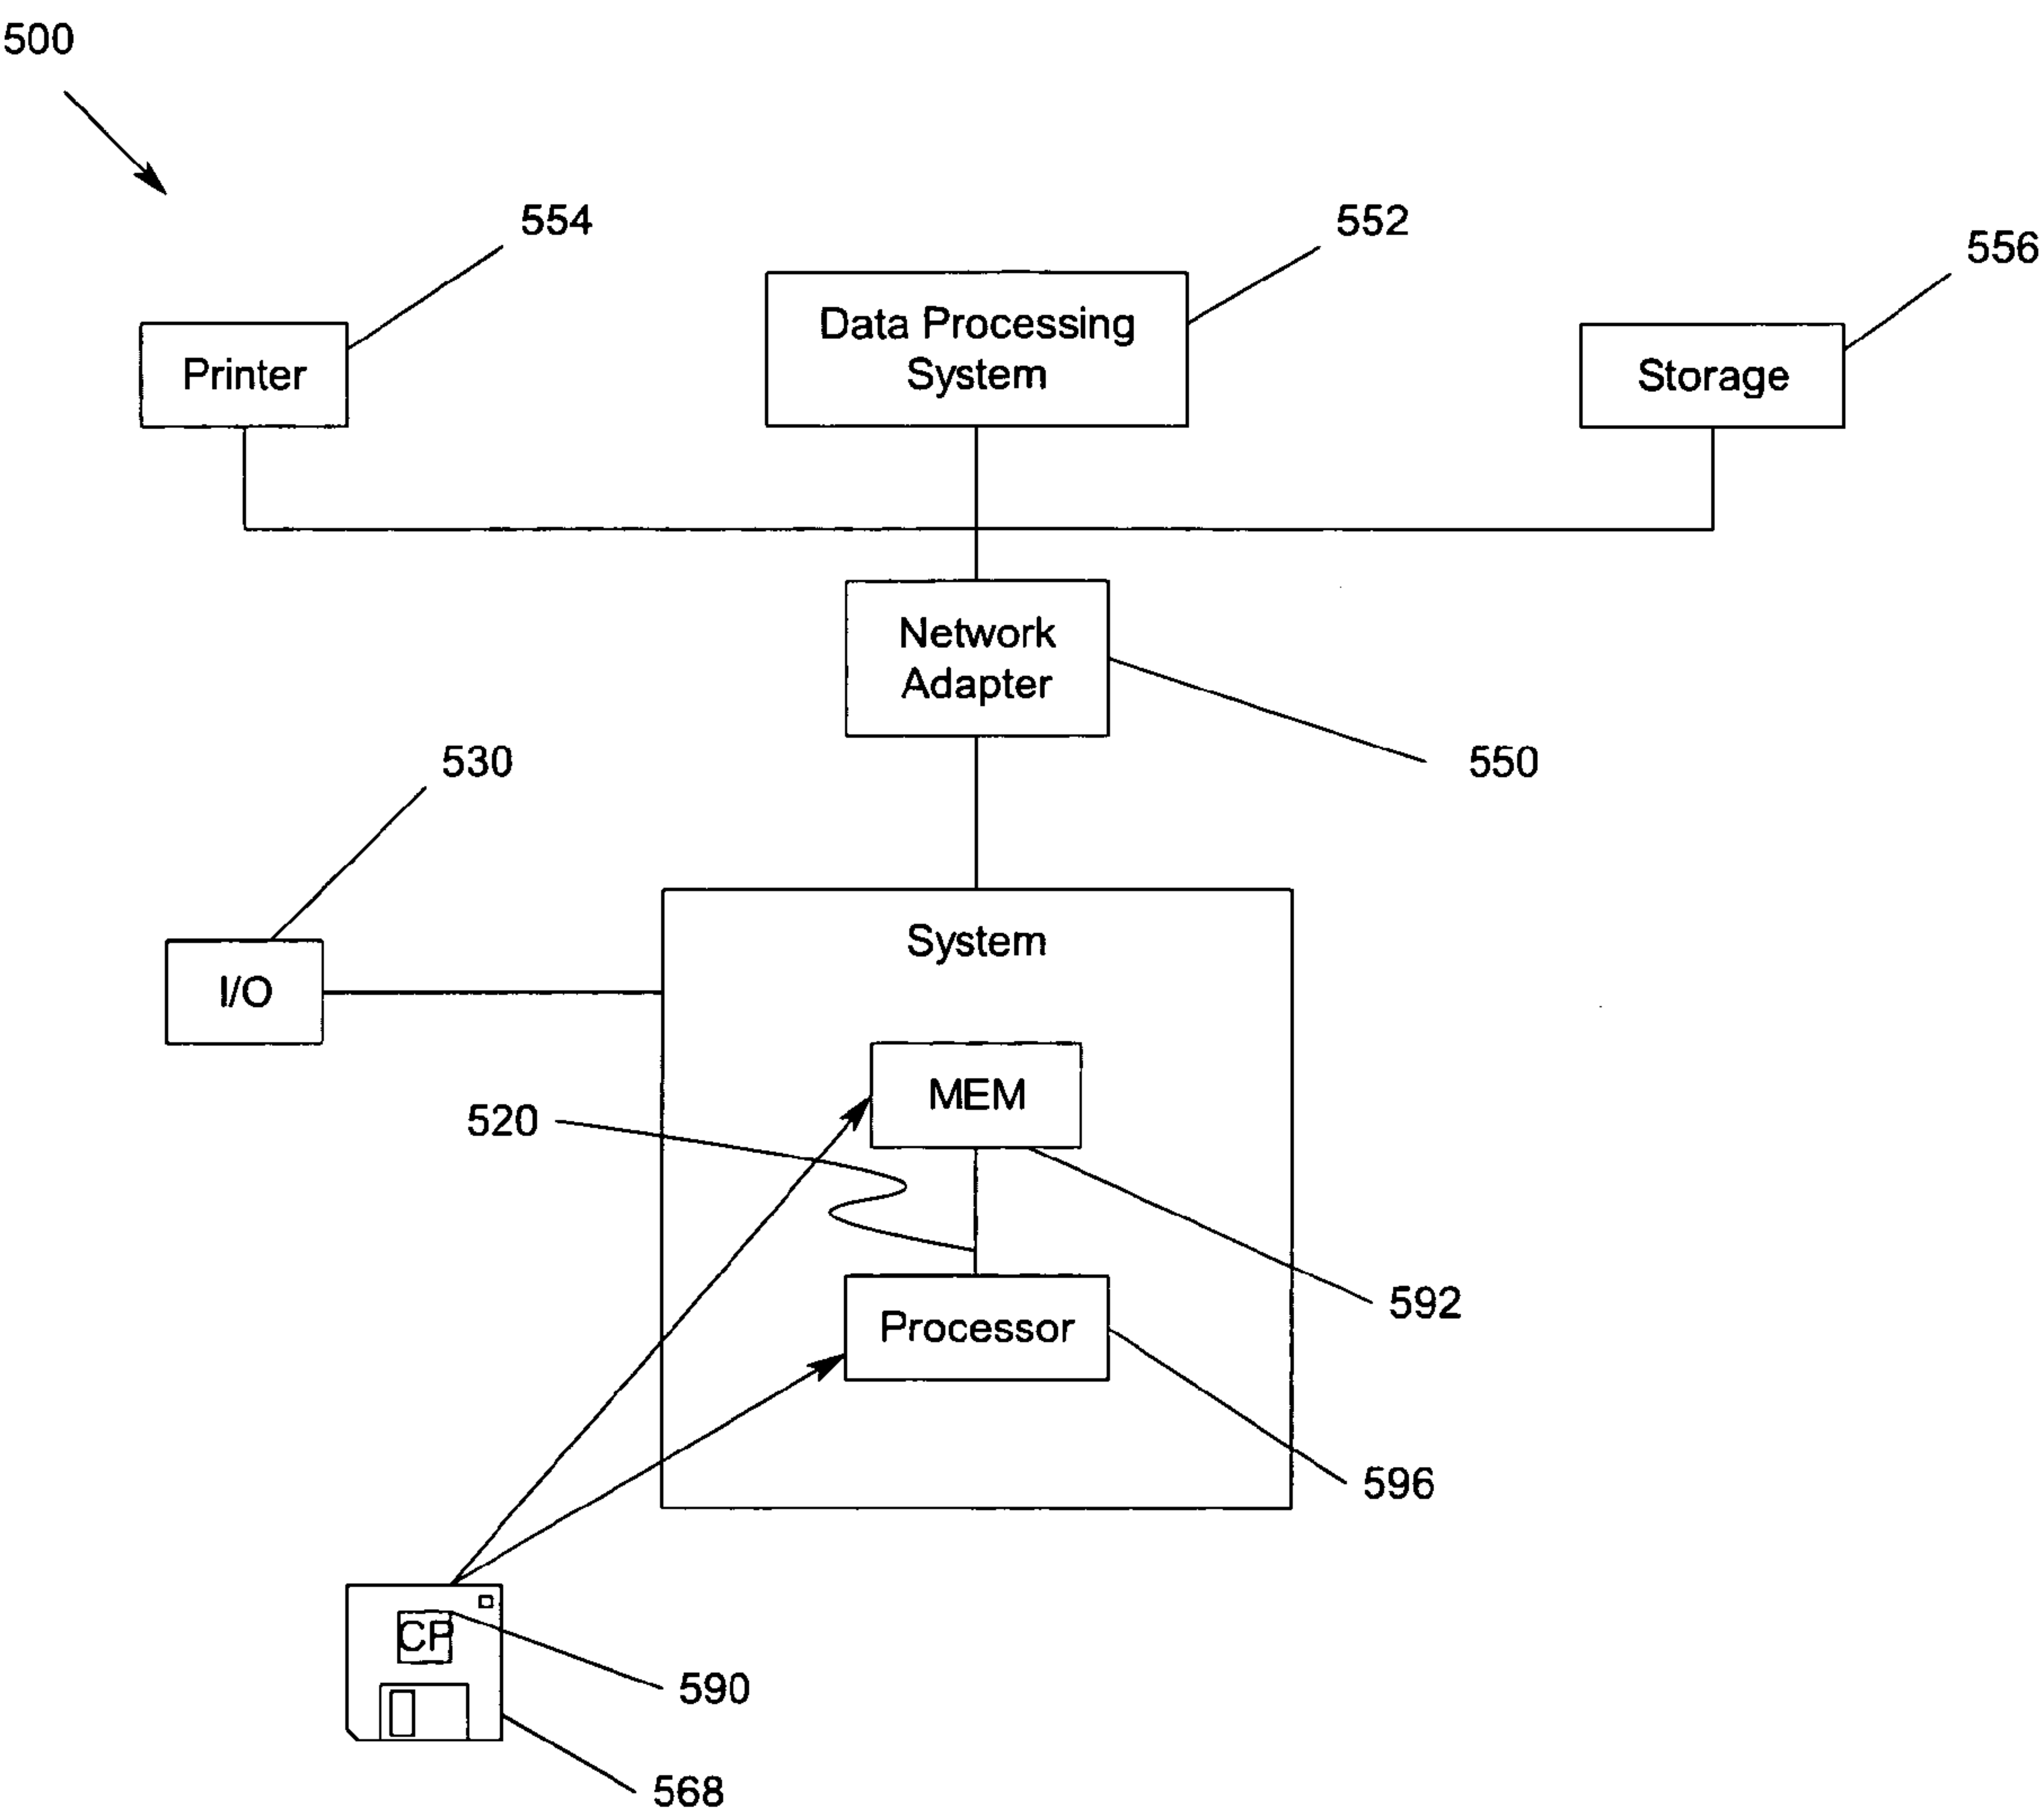 500
554
552
556
Printer
Data Processing
System
Storage
Network
Adapter
550
530
System
I/O
MEM
520
592
Processor
596
CP
590
568